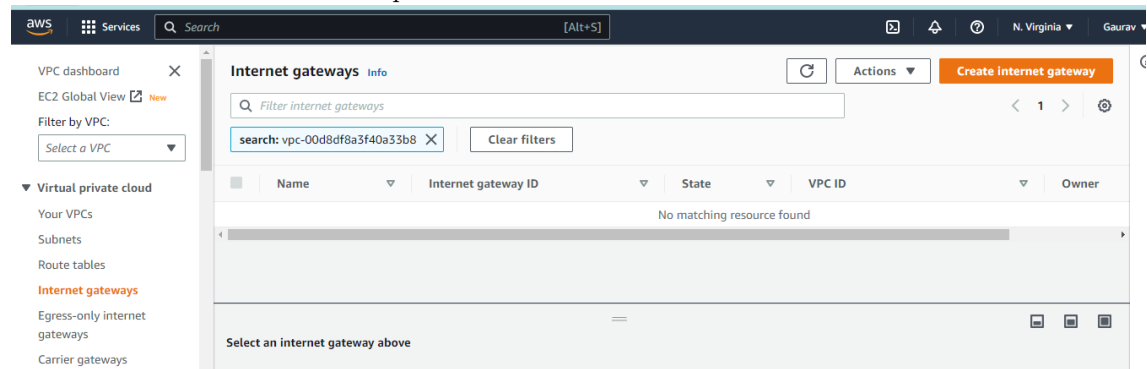 aws
Services
Search
[Alt+S]
N. Virginia
Gaurav
VPC dashboard
EC2 Global View New
Filter by VPC:
Select a VPC
Virtual private cloud
Your VPCs
Subnets
Route tables
Internet gateways
Egress-only internet
gateways
Carrier gateways
Internet gateways Info
Actions
Create internet gateway
Filter internet gateways
1
search: vpc-00d8df8a3f40a33b8
Clear filters
Name Internet gateway ID State VPC ID Owner
No matching resource found
Select an internet gateway above